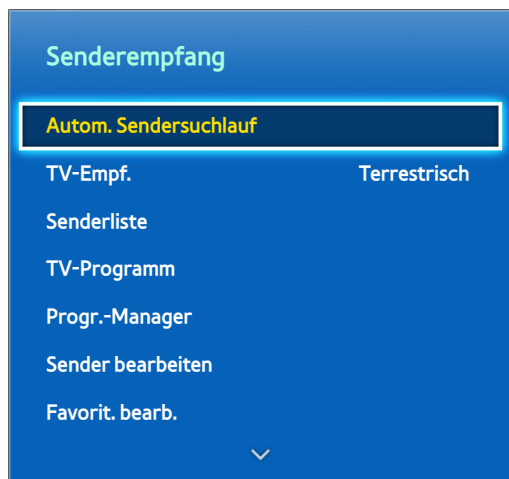 Senderempfang
Autom. Sendersuchlauf
TV-Empf. Terrestrisch
Senderliste
TV-Programm
Progr.-Manager
Sender bearbeiten
Favorit. bearb.